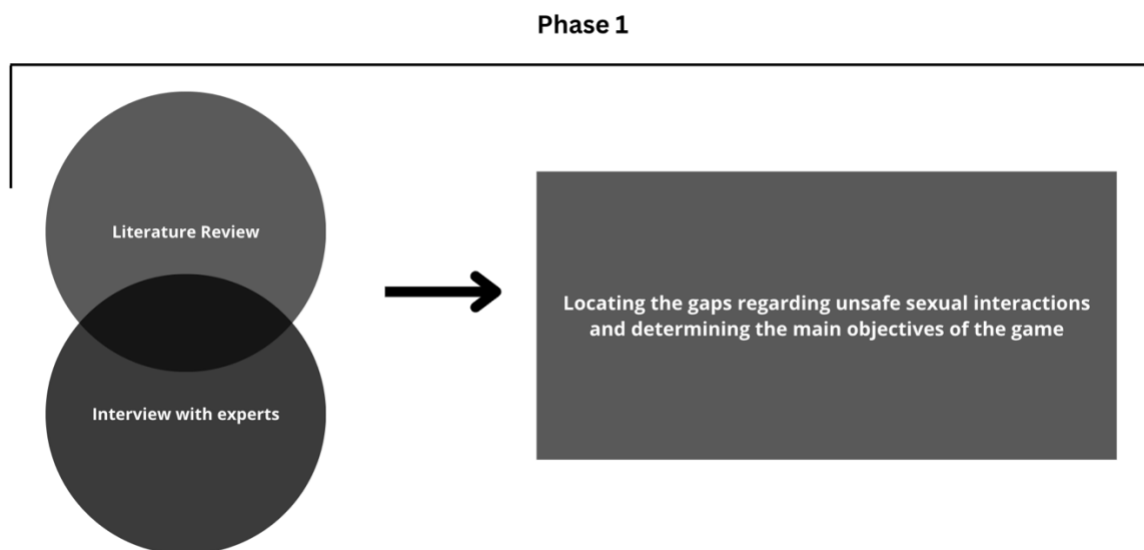 Phase 1
Literature Review
Interview with experts
Locating the gaps regarding unsafe sexual interactions
and determining the main objectives of the game